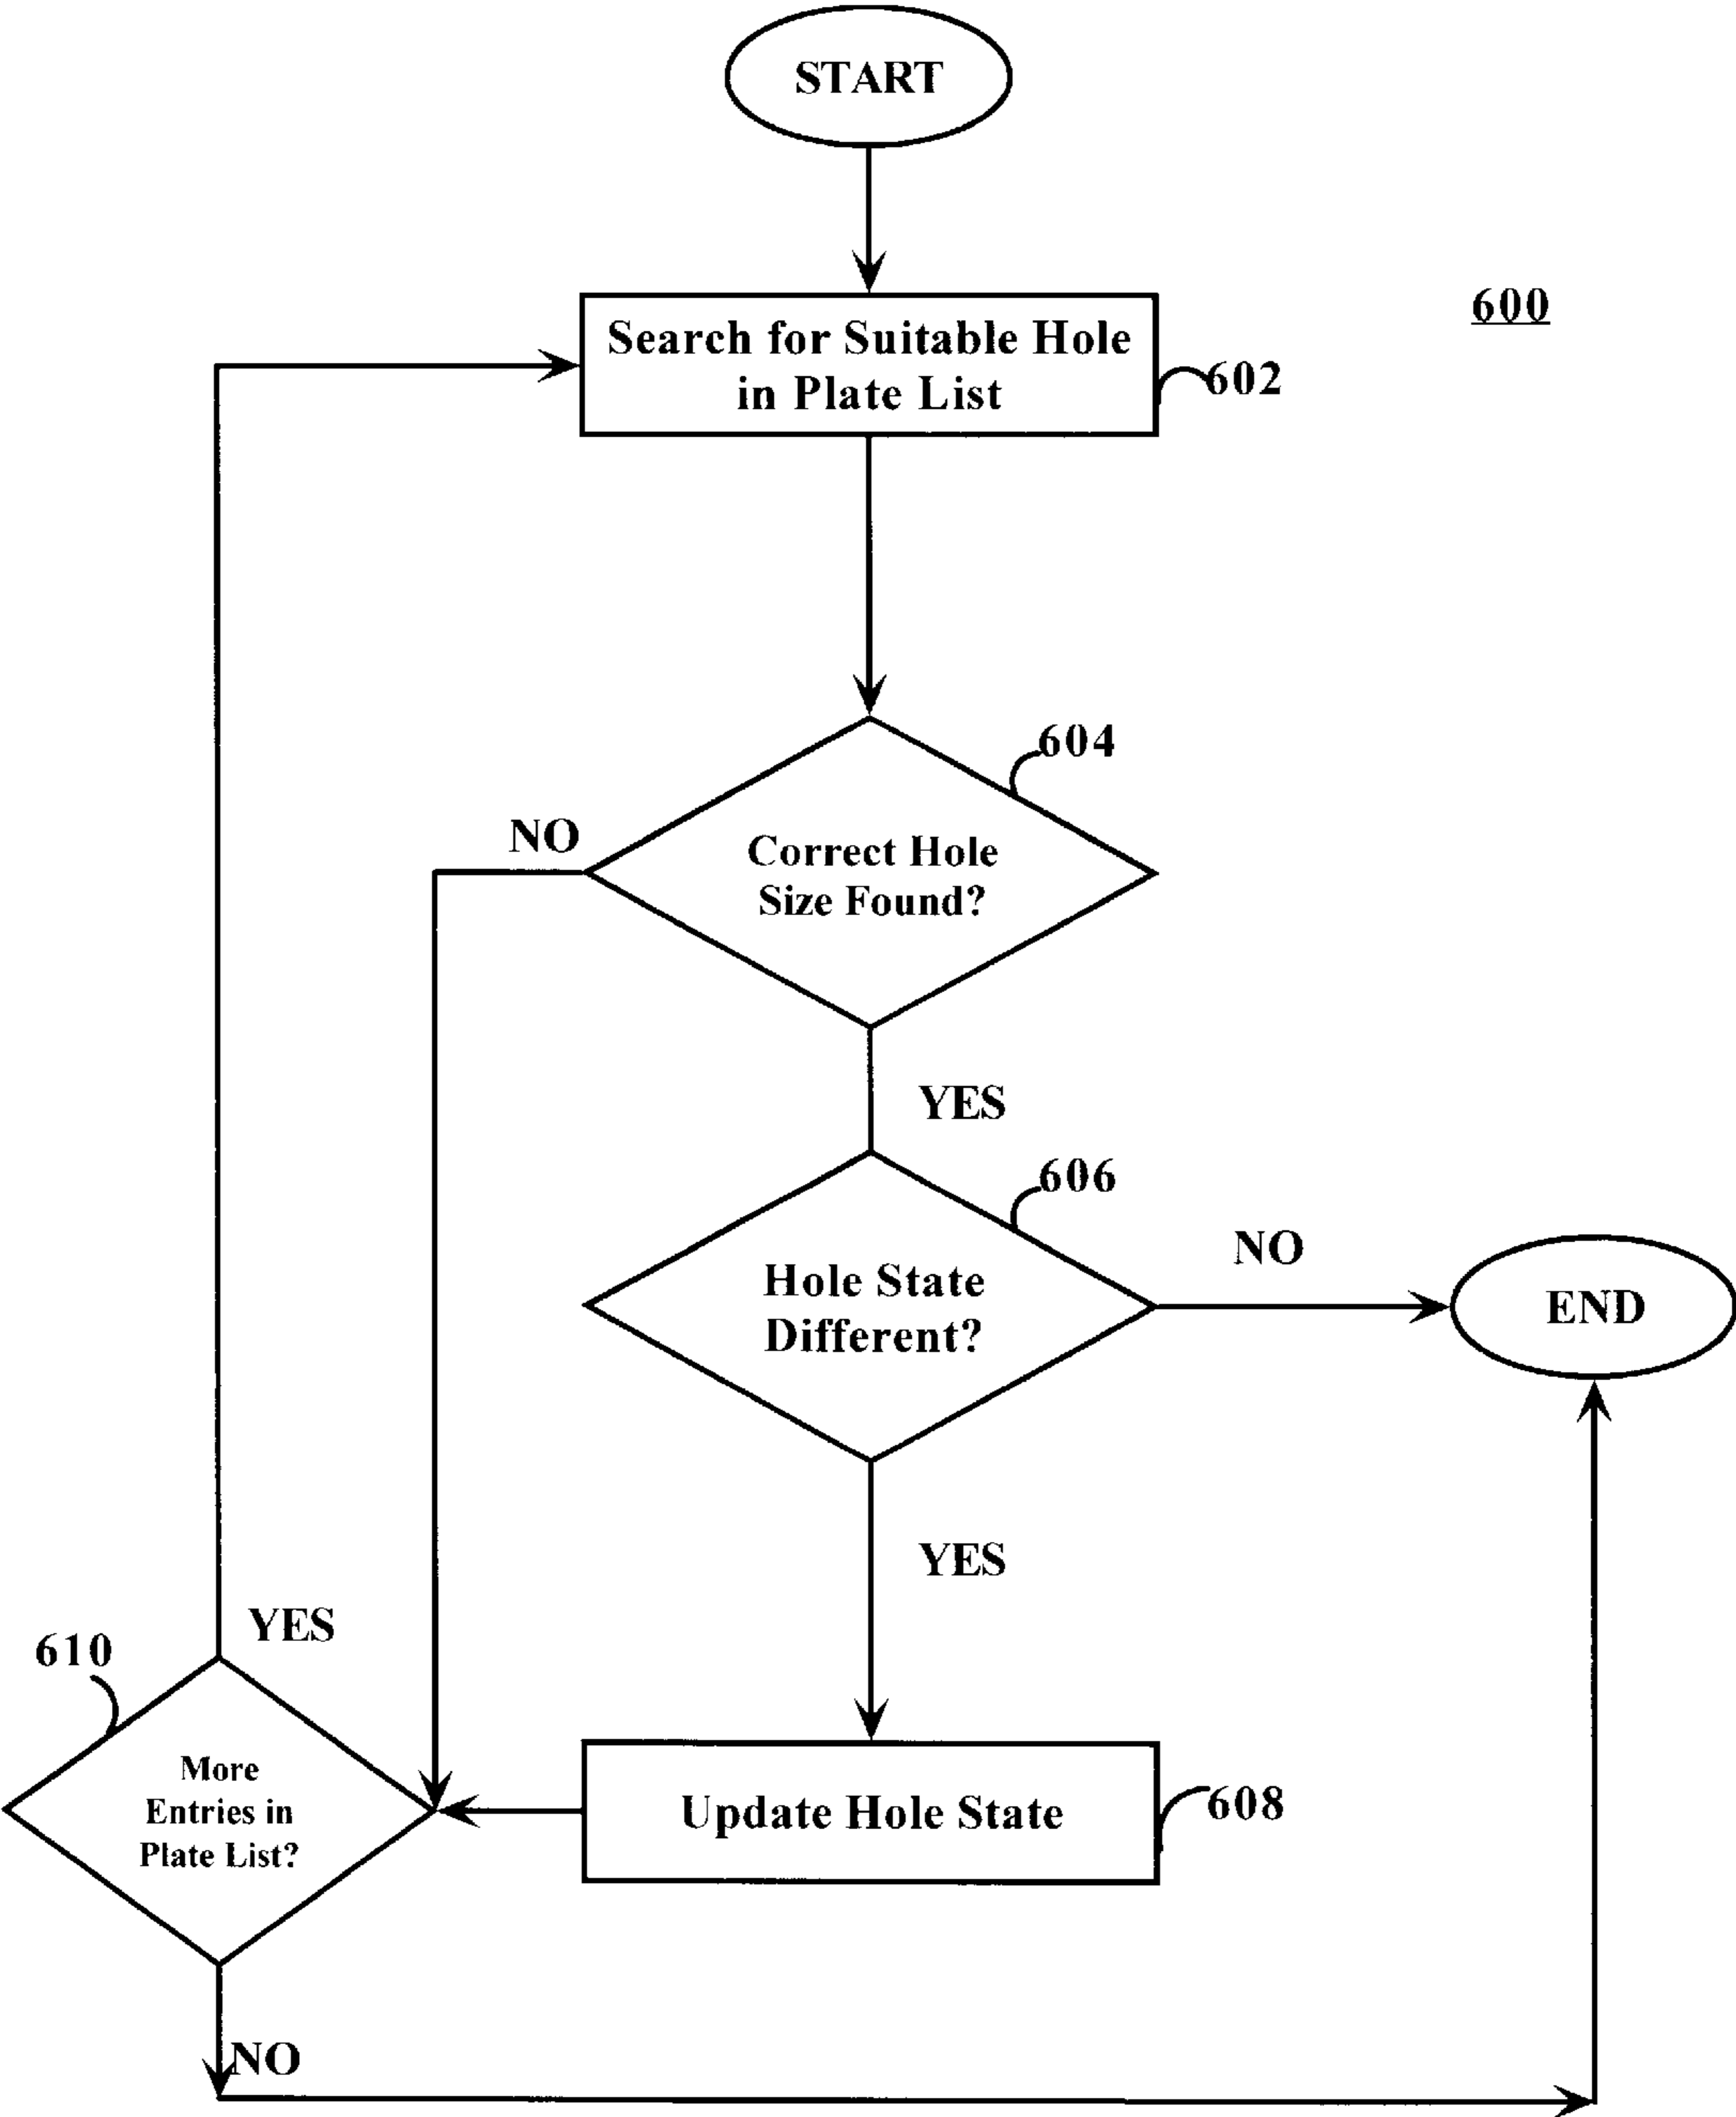 START
600
Search for Suitable Hole
in Plate List
602
604
NO
Correct Hole
Size Found?
YES
606
NO
Hole State
Different?
END
YES
YES
610
More
Entries in
Plate List?
Update Hole State
608
NO